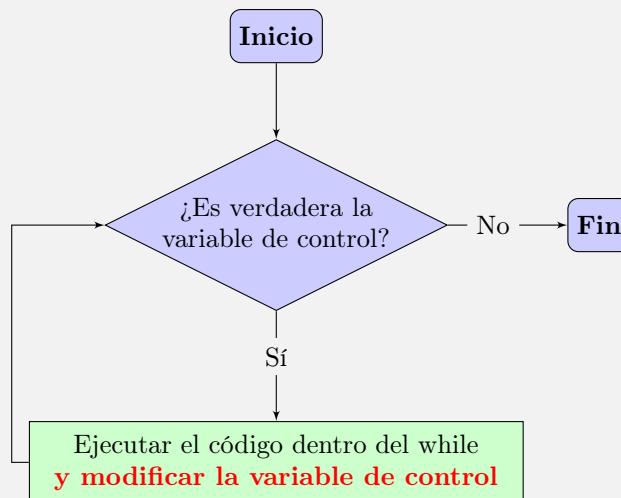 Inicio
¿Es verdadera la
variable de control?
No
Fin
Sí
Ejecutar el código dentro del while
y modificar la variable de control